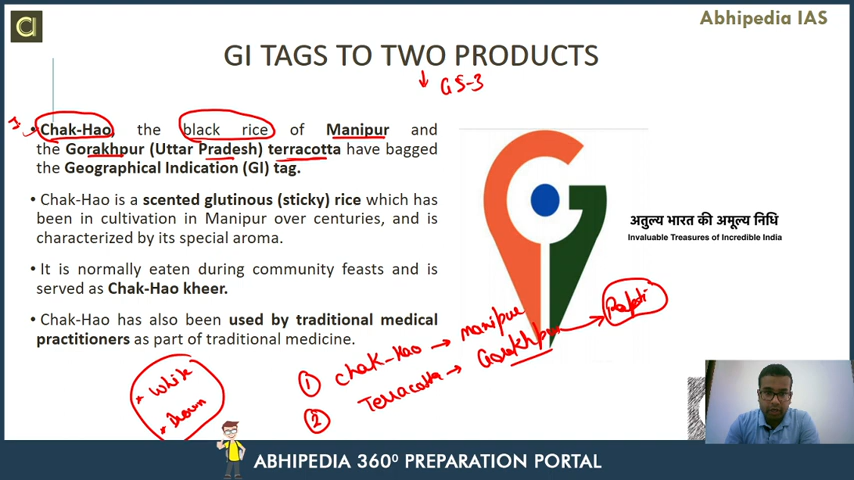 Abhipedia IAS
GI TAGS TO TWO PRODUCTS
GS-3
• Chak-Hao, the black rice of Manipur and
the Gorakhpur (Uttar Pradesh) terracotta have bagged
the Geographical Indication (GI) tag.
• Chak-Hao is a scented glutinous (sticky) rice which has
been in cultivation in Manipur over centuries, and is
characterized by its special aroma.
• It is normally eaten during community feasts and is
served as Chak-Hao kheer.
• Chak-Hao has also been used by traditional medical
practitioners as part of traditional medicine.
अतुल्य भारत की अमूल्य निधि
Invaluable Treasures of Incredible India
① Chak-Hao → Manipur
② Terracotta → Gorakhpur → Rapti
* White
* Brown
ABHIPEDIA 360⁰ PREPARATION PORTAL